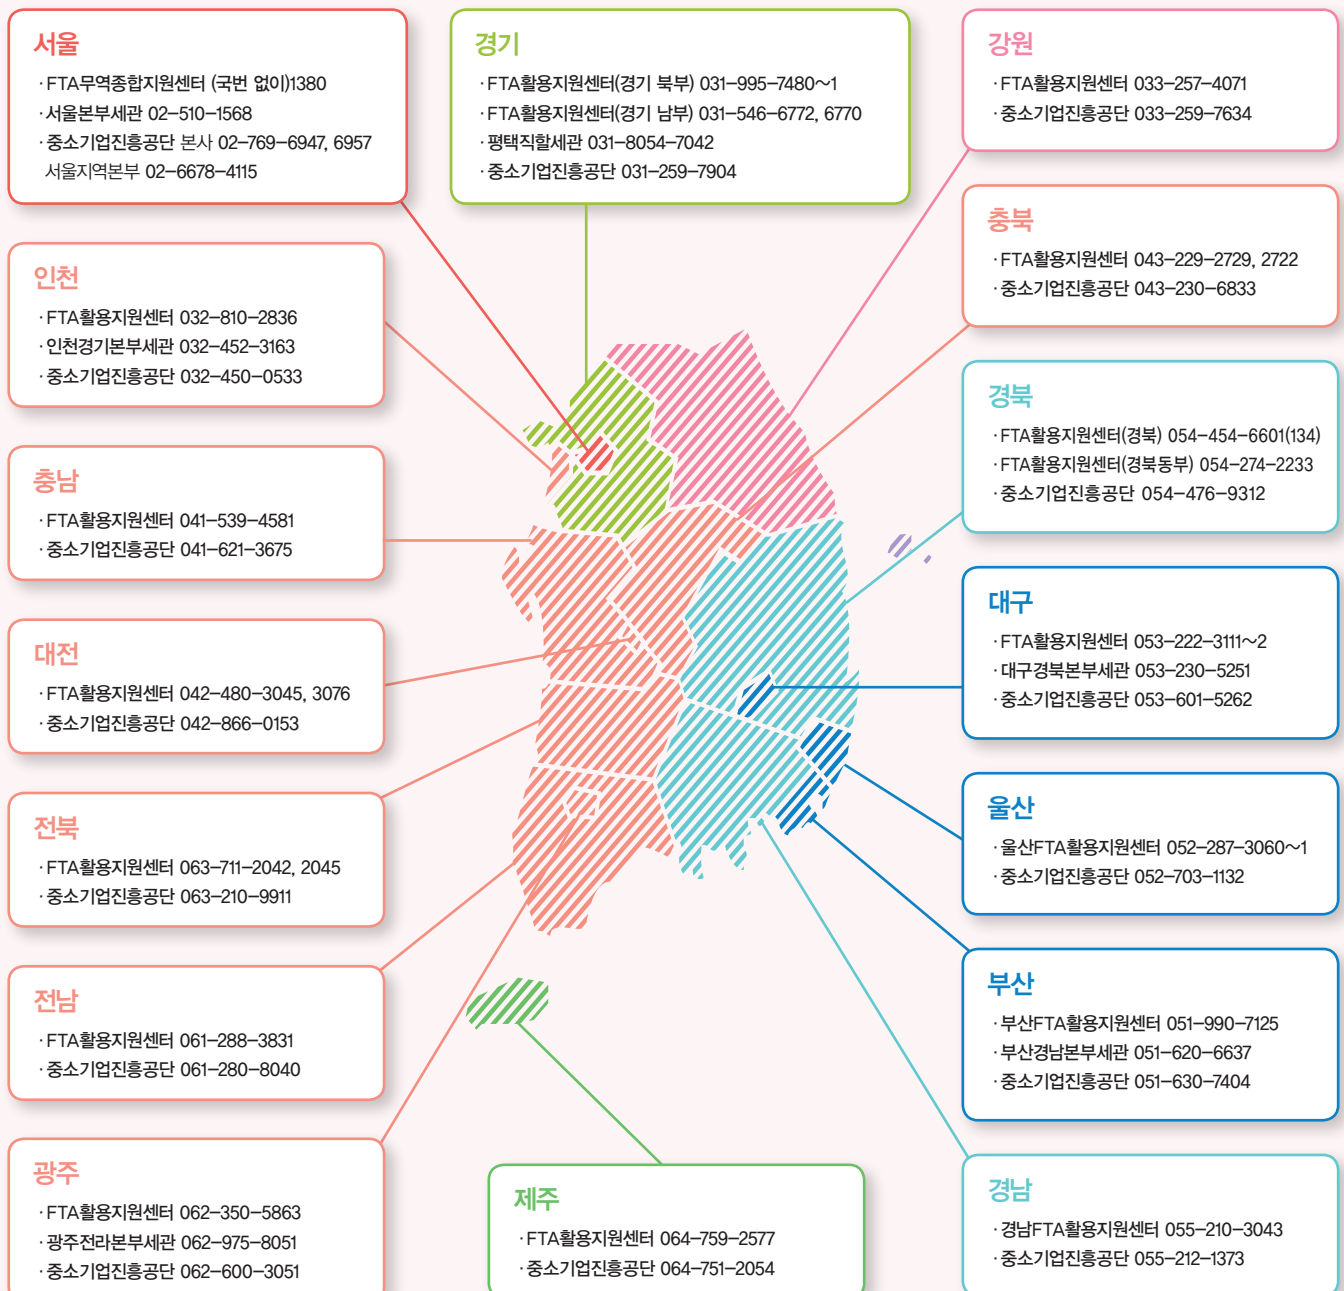 서울
·FTA무역종합지원센터 (국번 없이)1380
·서울본부세관 02-510-1568
·중소기업진흥공단 본사 02-769-6947, 6957
서울지역본부 02-6678-4115
경기
·FTA활용지원센터(경기 북부) 031-995-7480~1
·FTA활용지원센터(경기 남부) 031-546-6772, 6770
·평택직할세관 031-8054-7042
·중소기업진흥공단 031-259-7904
강원
·FTA활용지원센터 033-257-4071
·중소기업진흥공단 033-259-7634
인천
·FTA활용지원센터 032-810-2836
·인천경기본부세관 032-452-3163
·중소기업진흥공단 032-450-0533
충북
·FTA활용지원센터 043-229-2729, 2722
·중소기업진흥공단 043-230-6833
충남
·FTA활용지원센터 041-539-4581
·중소기업진흥공단 041-621-3675
경북
·FTA활용지원센터(경북) 054-454-6601(134)
·FTA활용지원센터(경북동부) 054-274-2233
·중소기업진흥공단 054-476-9312
대전
·FTA활용지원센터 042-480-3045, 3076
·중소기업진흥공단 042-866-0153
대구
·FTA활용지원센터 053-222-3111~2
·대구경북본부세관 053-230-5251
·중소기업진흥공단 053-601-5262
전북
·FTA활용지원센터 063-711-2042, 2045
·중소기업진흥공단 063-210-9911
울산
·울산FTA활용지원센터 052-287-3060~1
·중소기업진흥공단 052-703-1132
전남
·FTA활용지원센터 061-288-3831
·중소기업진흥공단 061-280-8040
부산
·부산FTA활용지원센터 051-990-7125
·부산경남본부세관 051-620-6637
·중소기업진흥공단 051-630-7404
광주
·FTA활용지원센터 062-350-5863
·광주전라본부세관 062-975-8051
·중소기업진흥공단 062-600-3051
제주
·FTA활용지원센터 064-759-2577
·중소기업진흥공단 064-751-2054
경남
·경남FTA활용지원센터 055-210-3043
·중소기업진흥공단 055-212-1373